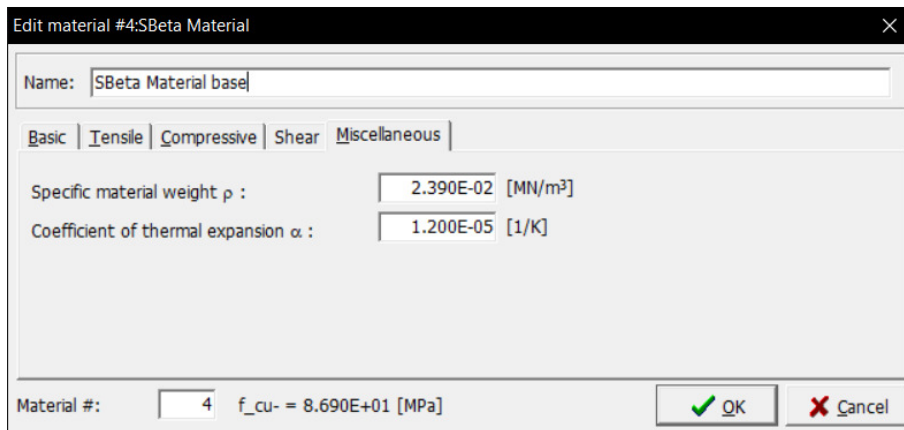 Edit material #4:SBeta Material
Name: SBeta Material base
Basic Tensile Compressive Shear Miscellaneous
Specific material weight ρ : 2.390E-02 [MN/m³]
Coefficient of thermal expansion α : 1.200E-05 [1/K]
Material #: 4 f_cu- = 8.690E+01 [MPa] OK Cancel